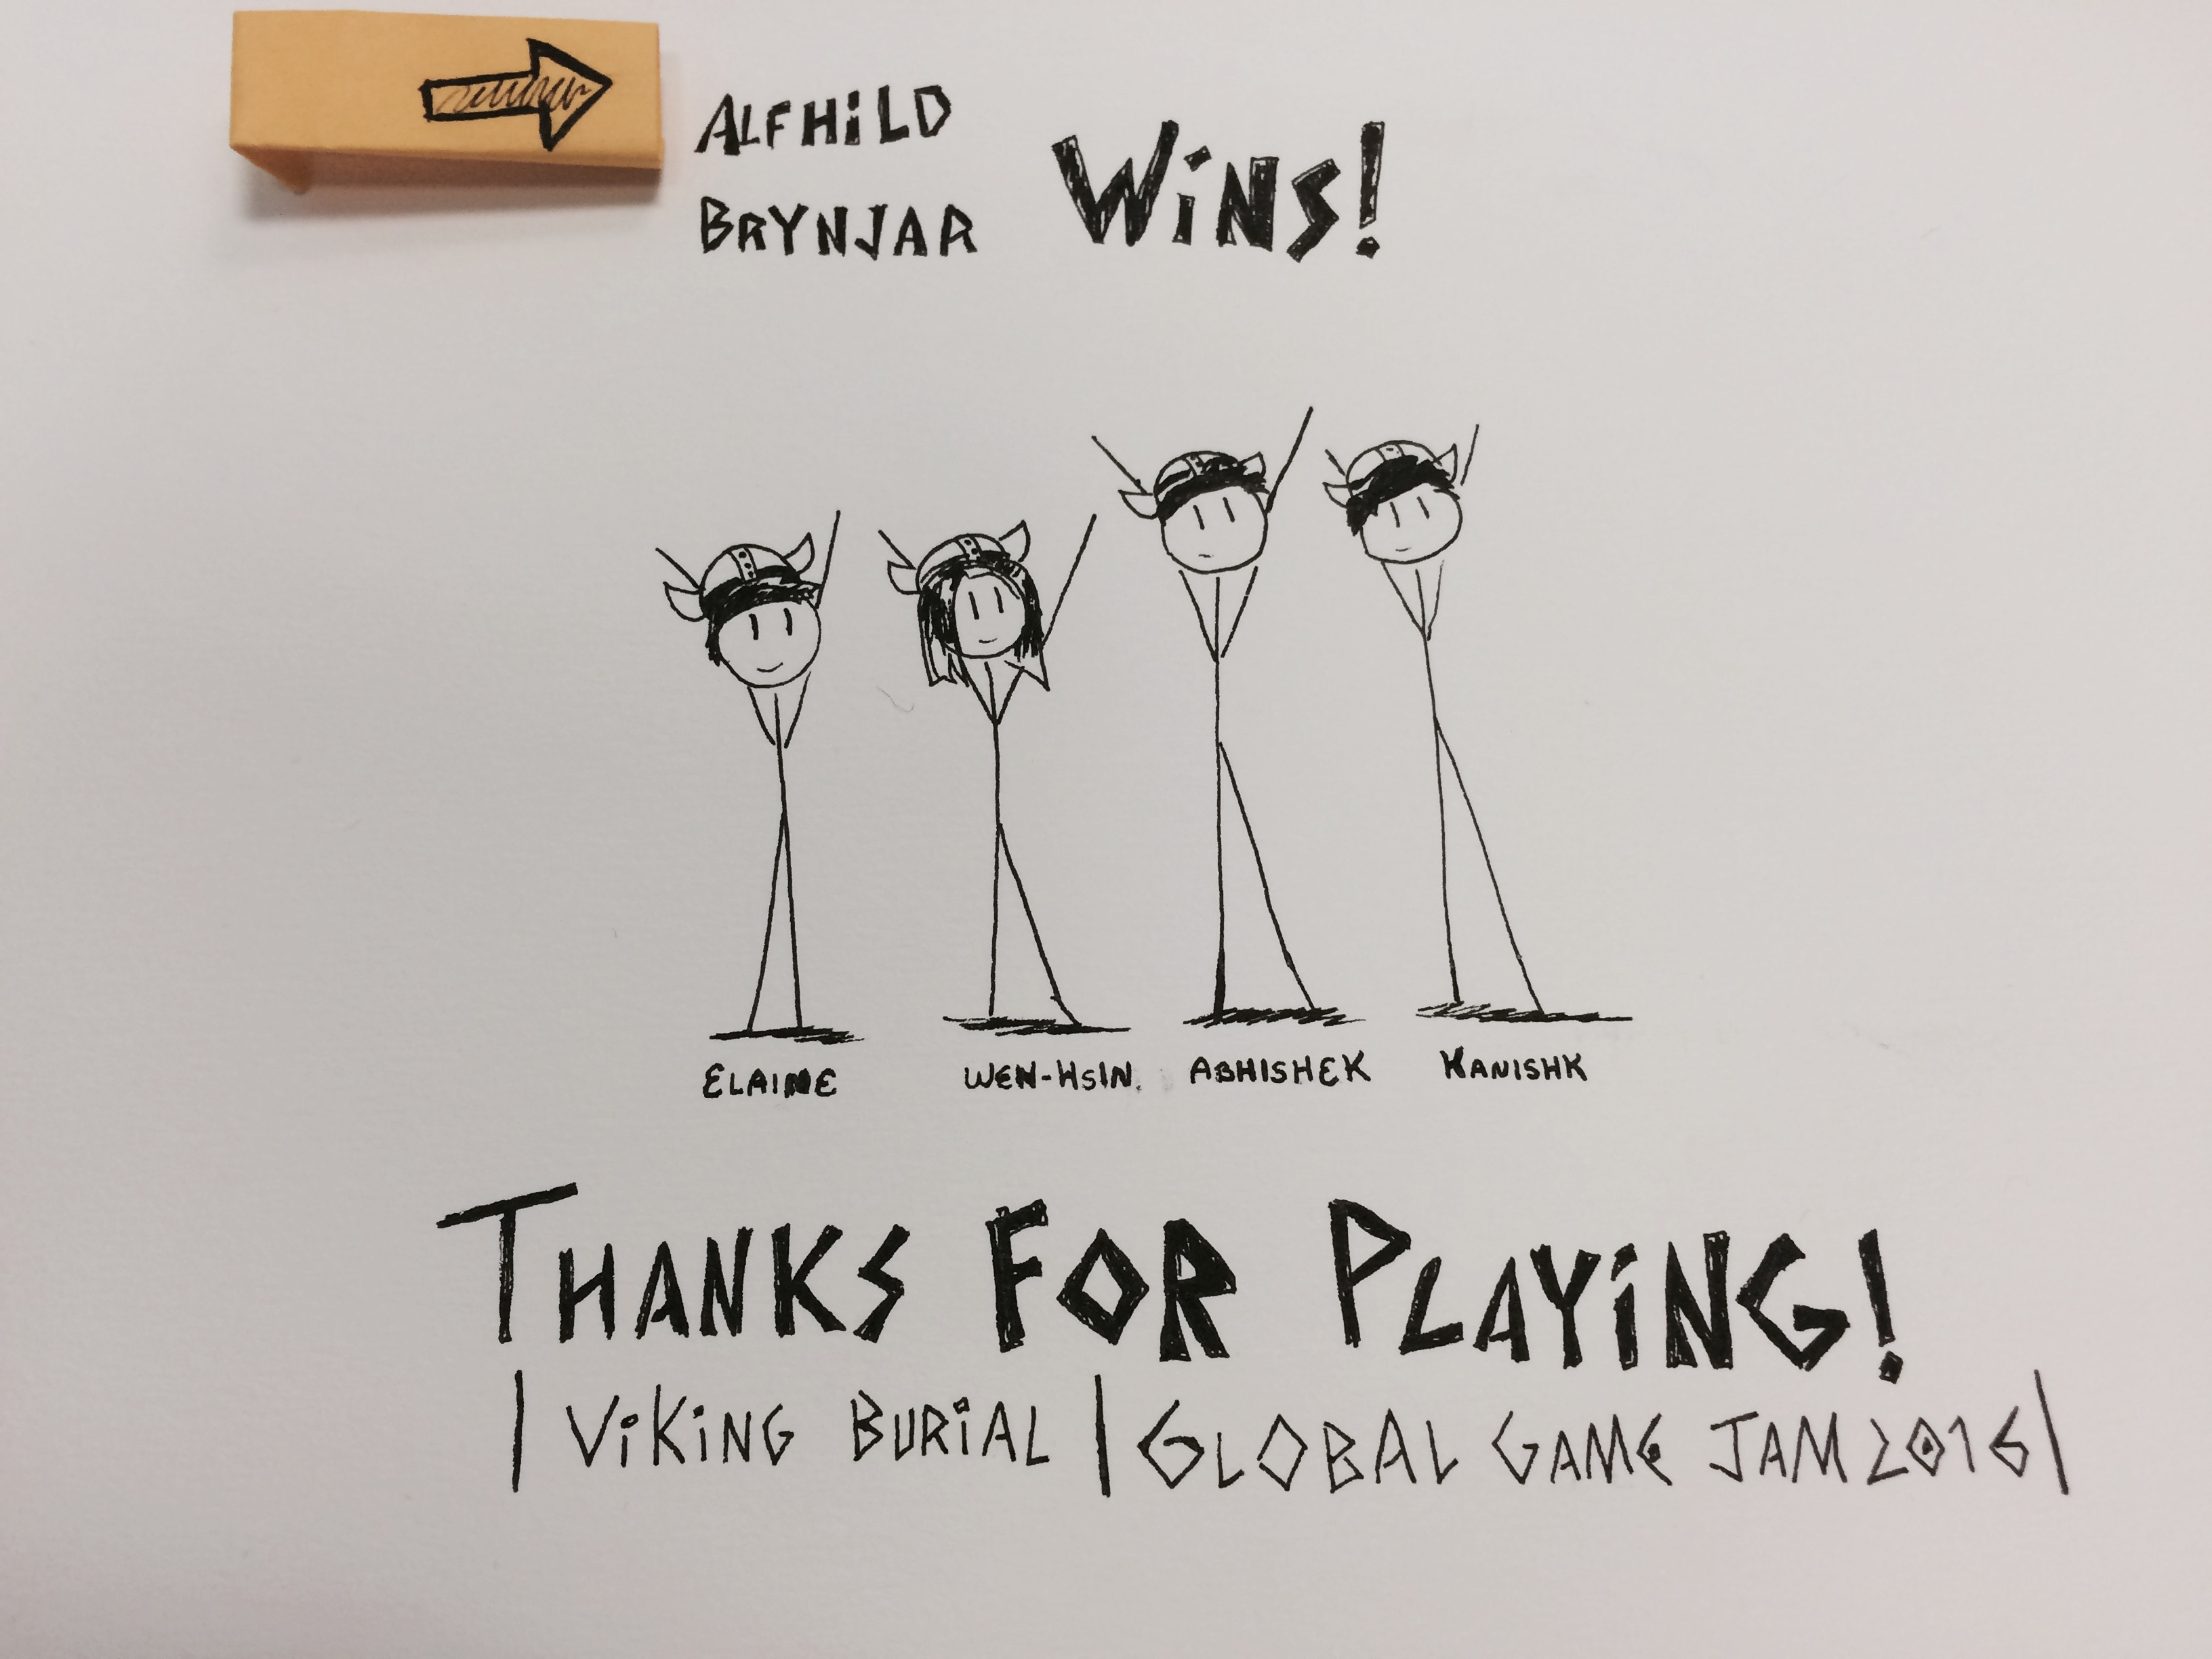 ALFHiLD
BRYNJAR
WiNS!
ELAINE WEN-HSIN. ABHISHEK KANISHK
THANKS FOR PLAYiNG!
| ViKiNG BURiAL | GLOBAL GAME JAM 2016 |